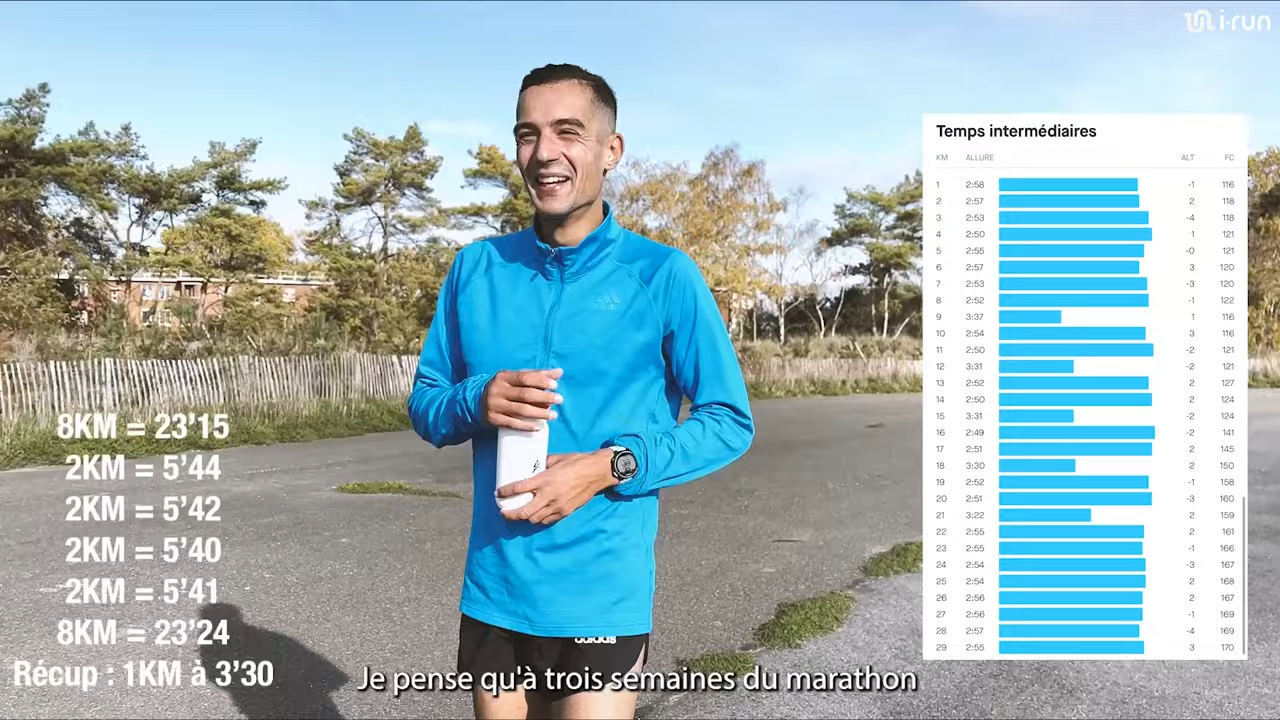 i-run
Temps intermédiaires
KM ALLURE ALT FC
1 2:58 -1 116
2 2:57 2 118
3 2:53 -4 118
4 2:50 1 121
5 2:55 -0 121
6 2:57 3 120
7 2:53 -3 120
8 2:52 -1 122
9 3:37 1 116
10 2:54 3 116
11 2:50 -2 121
12 3:31 -2 121
13 2:52 2 127
14 2:50 2 124
15 3:31 -2 124
16 2:49 -2 141
17 2:51 2 145
18 3:30 2 150
19 2:52 -1 158
20 2:51 -3 160
21 3:22 2 159
22 2:55 2 161
23 2:55 -1 166
24 2:54 -3 167
25 2:54 2 168
26 2:56 2 167
27 2:56 -1 169
28 2:57 -4 169
29 2:55 3 170
8KM = 23'15
2KM = 5'44
2KM = 5'42
2KM = 5'40
2KM = 5'41
8KM = 23'24
Récup : 1KM à 3'30
adidas
Je pense qu'à trois semaines du marathon